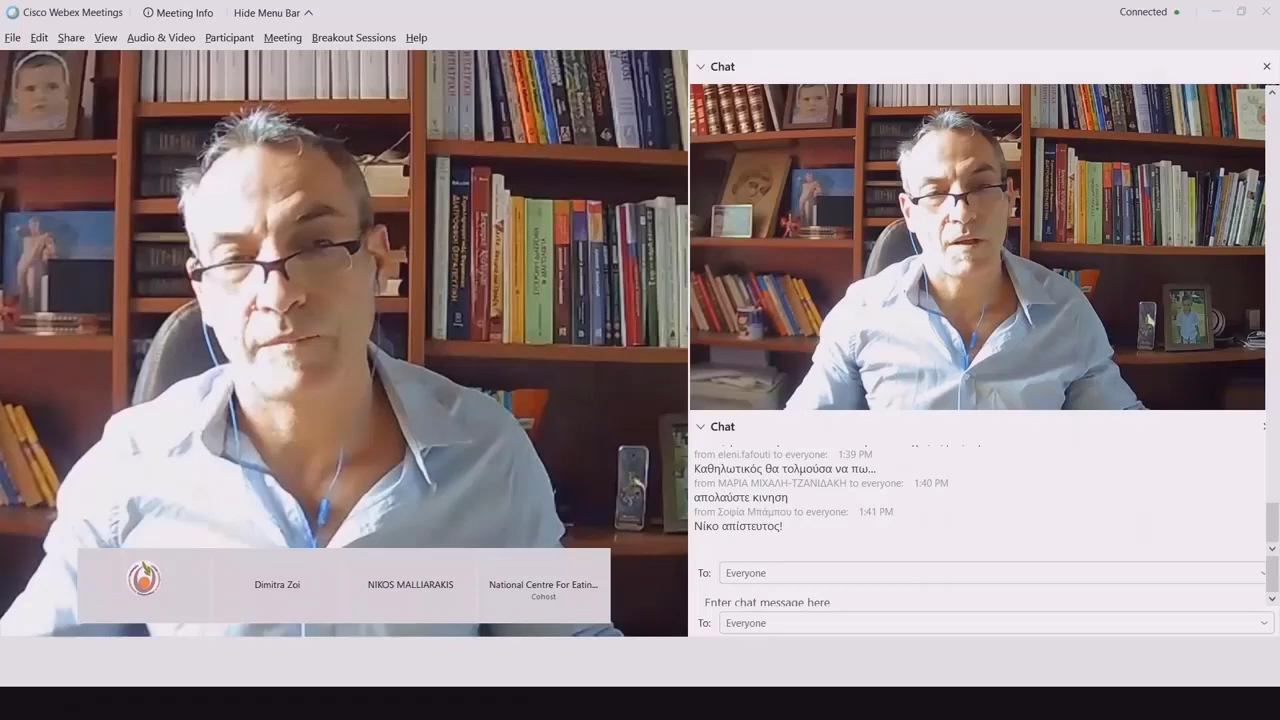 Cisco Webex Meetings
Meeting Info
Hide Menu Bar
Connected
File Edit Share View Audio & Video Participant Meeting Breakout Sessions Help
Chat
Chat
from eleni.fafouti to everyone: 1:39 PM
Καθηλωτικός θα τολμούσα να πω...
from ΜΑΡΙΑ ΜΙΧΑΛΗ-ΤΖΑΝΙΔΑΚΗ to everyone: 1:40 PM
απολαύστε κινηση
from Σοφία Μπάμπου to everyone: 1:41 PM
Νίκο απίστευτος!
To: Everyone
Enter chat message here
To: Everyone
Dimitra Zoi
NIKOS MALLIARAKIS
National Centre For Eatin...
Cohost